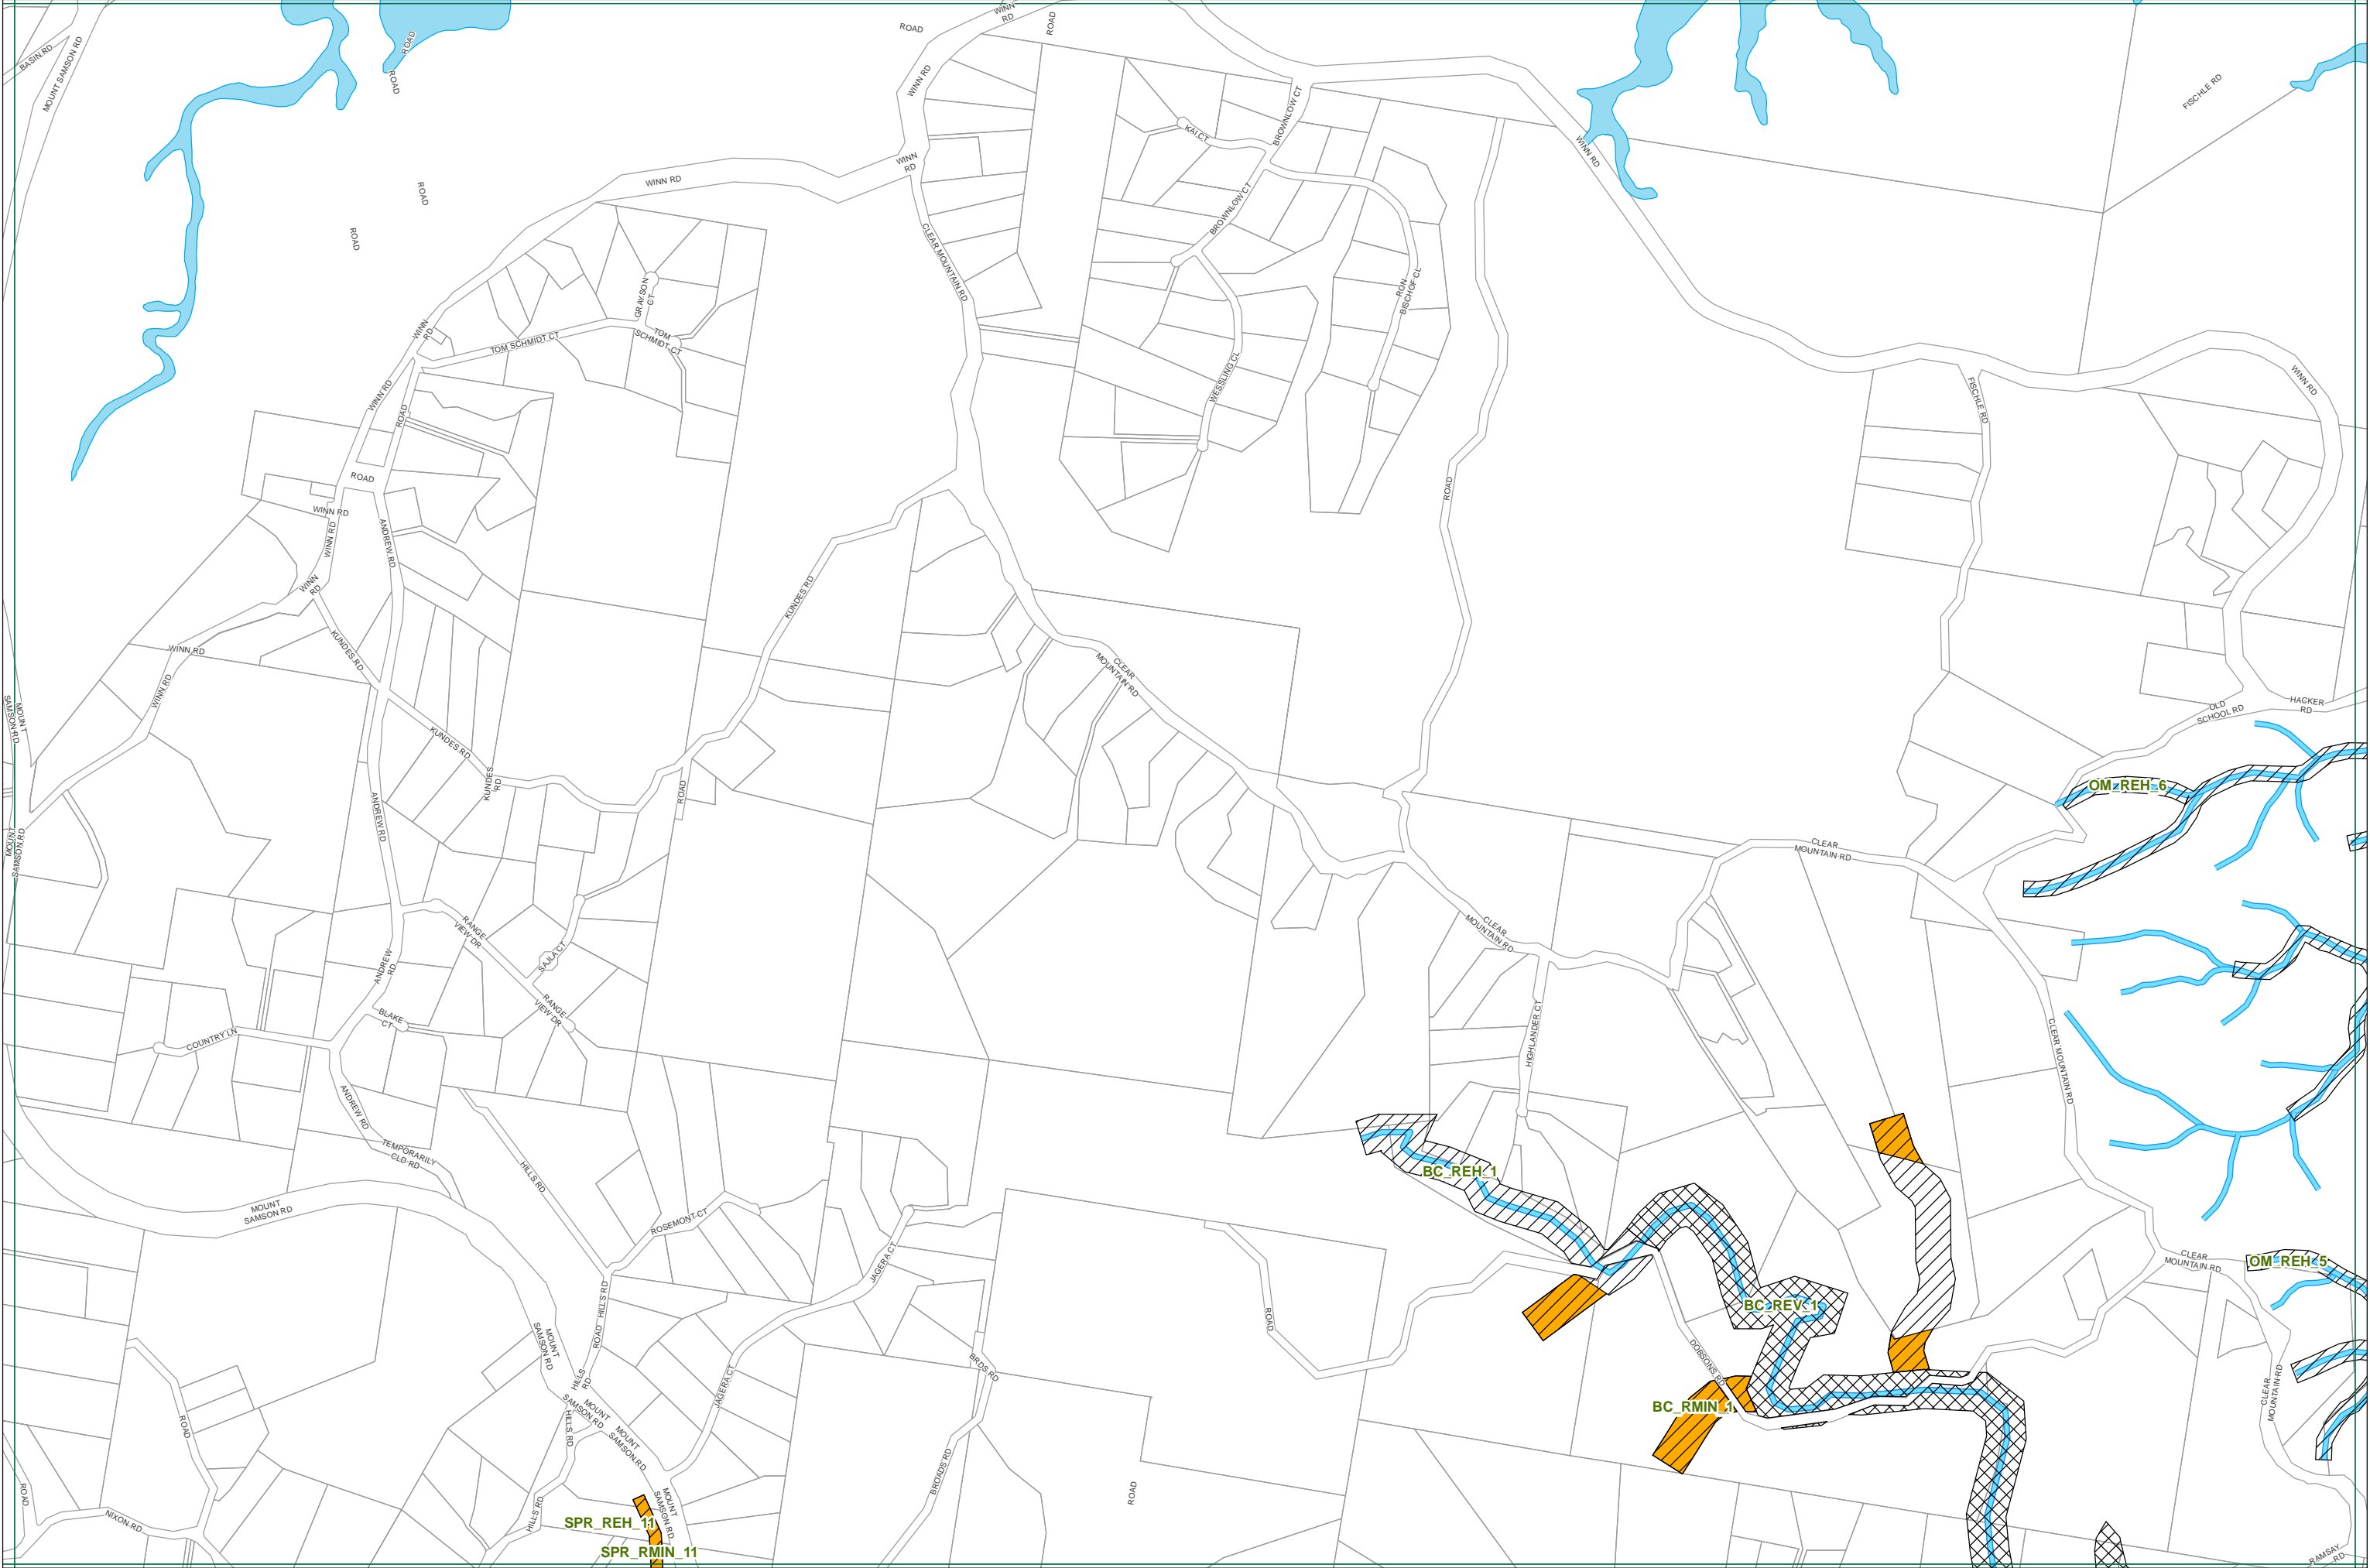 WINN
RD
ROAD
ROAD
ROAD
BASIN RD
MOUNT SAMSON RD
ROAD
WINN RD
FISCHLE RD
BROWNLOW CT
KAI CT
WINN RD
WINN
RD
WINN RD
ROAD
BROWNLOW CT
ROAD
CLEAR MOUNTAIN RD
GRAYSON
CT
RON
BISCHOF CL
WINN
RD
TOM SCHMIDT CT
TOM
SCHMIDT CT
WESSLING CL
WINN RD
FISCHLE RD
WINN RD
ROAD
ROAD
ROAD
WINN RD
WINN RD
ANDREW RD
WINN
RD
KUNDES RD
KUNDES RD
WINN RD
CLEAR
MOUNTAIN RD
WINN RD
MOUNT
SAMSON RD
OLD
SCHOOL RD
HACKER
RD
KUNDES RD
KUNDES
RD
ROAD
OM_REH_6
ANDREW RD
MOUNT
SAMSON RD
CLEAR
MOUNTAIN RD
RANGE
VIEW DR
CLEAR
MOUNTAIN RD
SAJLA CT
ANDREW
RD
RANGE
VIEW DR
BLAKE
CT
COUNTRY LN
HIGHLANDER CT
CLEAR MOUNTAIN RD
ANDREW RD
TEMPORARILY
CLD RD
HILLS RD
BC_REH_1
MOUNT
SAMSON RD
ROSEMONT CT
JAGERA CT
CLEAR
MOUNTAIN RD
OM_REH_5
HILLS RD
ROAD
ROAD
BC_REV_1
MOUNT
SAMSON RD
DOBSONS RD
BRDS RD
HILLS
RD
JAGERA CT
CLEAR
MOUNTAIN RD
BC_RMIN_1
MOUNT
SAMSON RD
HILLS RD
MOUNT
SAMSON RD
ROAD
BROADS RD
ROAD
ROAD
NIXON RD
HILLS RD
MOUNT
SAMSON RD
SPR_REH_11
SPR_RMIN_11
RAMSAY
RD